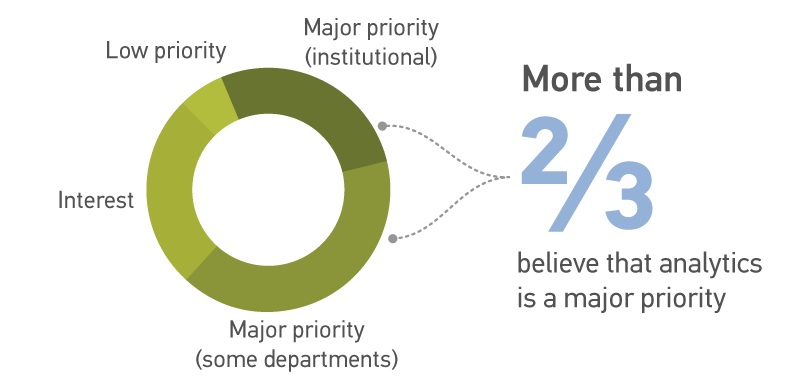 Major priority
(institutional)
Low priority
Interest
Major priority
(some departments)
More than
2/3
believe that analytics
is a major priority